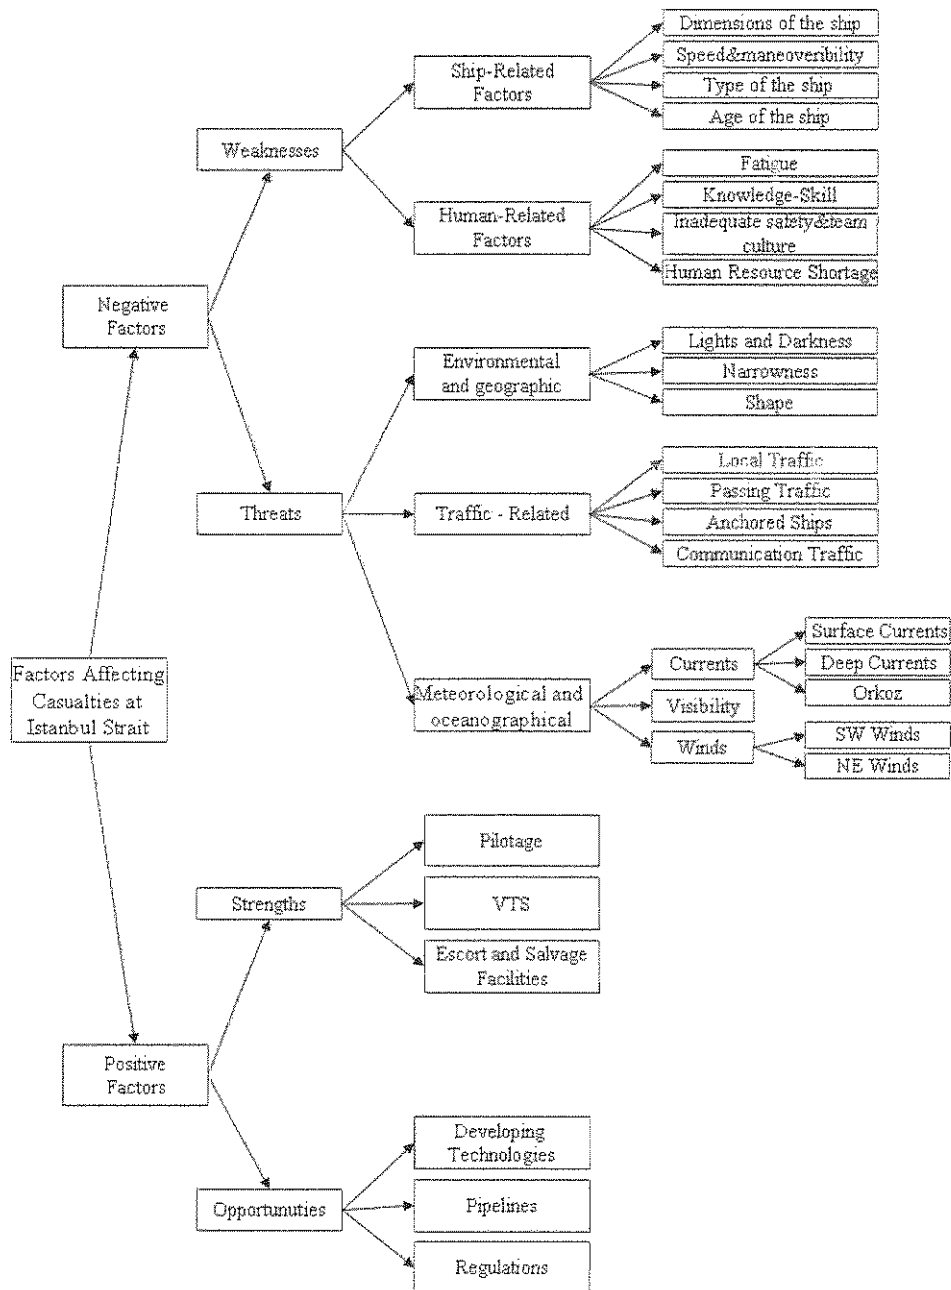 Dimensions of the ship
Speed&maneoveribility
Type of the ship
Age of the ship
Ship-Related
Factors
Weaknesses
Fatigue
Knowledge-Skill
Inadequate safety&team
culture
Human Resource Shortage
Human-Related
Factors
Negative
Factors
Lights and Darkness
Narrowness
Shape
Environmental
and geographic
Local Traffic
Passing Traffic
Anchored Ships
Communication Traffic
Threats
Traffic - Related
Factors Affecting
Casualties at
Istanbul Strait
Surface Currents
Deep Currents
Orkoz
Currents
Meteorological and
oceanographical
Visibility
Winds
SW Winds
NE Winds
Pilotage
Strengths
VTS
Escort and Salvage
Facilities
Positive
Factors
Developing
Technologies
Opportunuties
Pipelines
Regulations